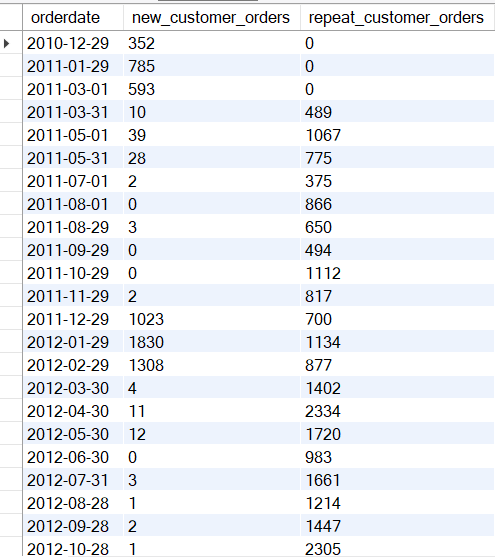 orderdate new_customer_orders repeat_customer_orders
2010-12-29 352 0
2011-01-29 785 0
2011-03-01 593 0
2011-03-31 10 489
2011-05-01 39 1067
2011-05-31 28 775
2011-07-01 2 375
2011-08-01 0 866
2011-08-29 3 650
2011-09-29 0 494
2011-10-29 0 1112
2011-11-29 2 817
2011-12-29 1023 700
2012-01-29 1830 1134
2012-02-29 1308 877
2012-03-30 4 1402
2012-04-30 11 2334
2012-05-30 12 1720
2012-06-30 0 983
2012-07-31 3 1661
2012-08-28 1 1214
2012-09-28 2 1447
2012-10-28 1 2305